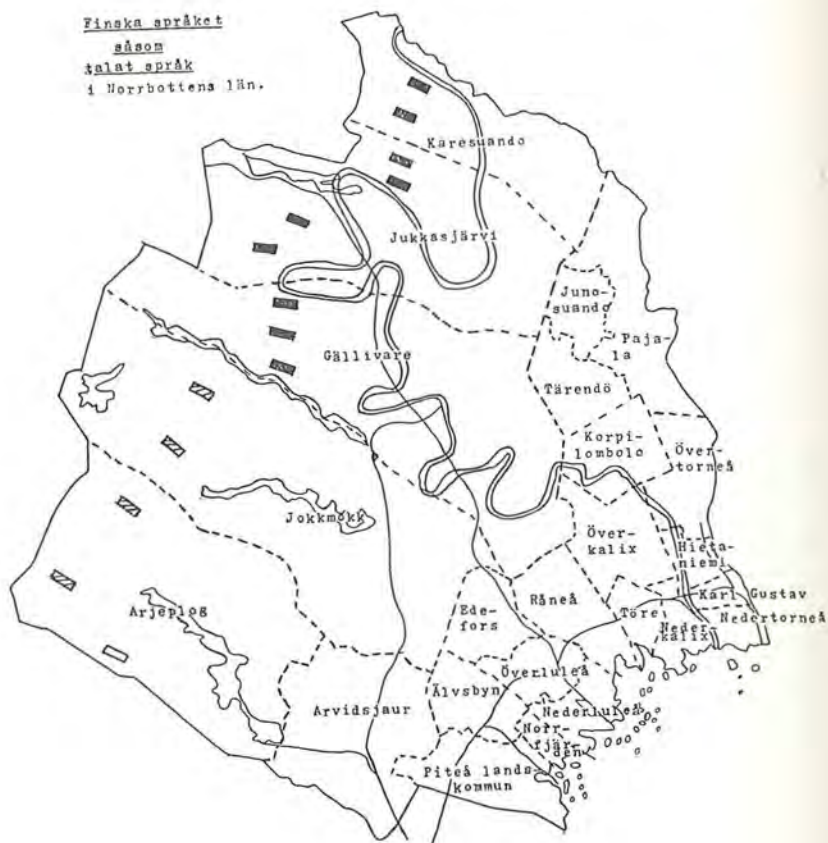 Finska språket
såsom
talat språk
i Norrbottens län.
Karesuando
Jukkasjärvi
Juno-
suando
Paja-
la
Gällivare
Tärendö
Korpi-
lombolo
Över-
torneå
Jokkmokk
Över-
kalix
Hieta-
niemi
Arjeplog
Ede-
fors
Råneå
Töre
Karl Gustav
Nedertorneå
Neder-
kalix
Överluleå
Arvidsjaur
Älvsbyn
Nederluleå
Norr-
fjär-
den
Piteå lands-
kommun